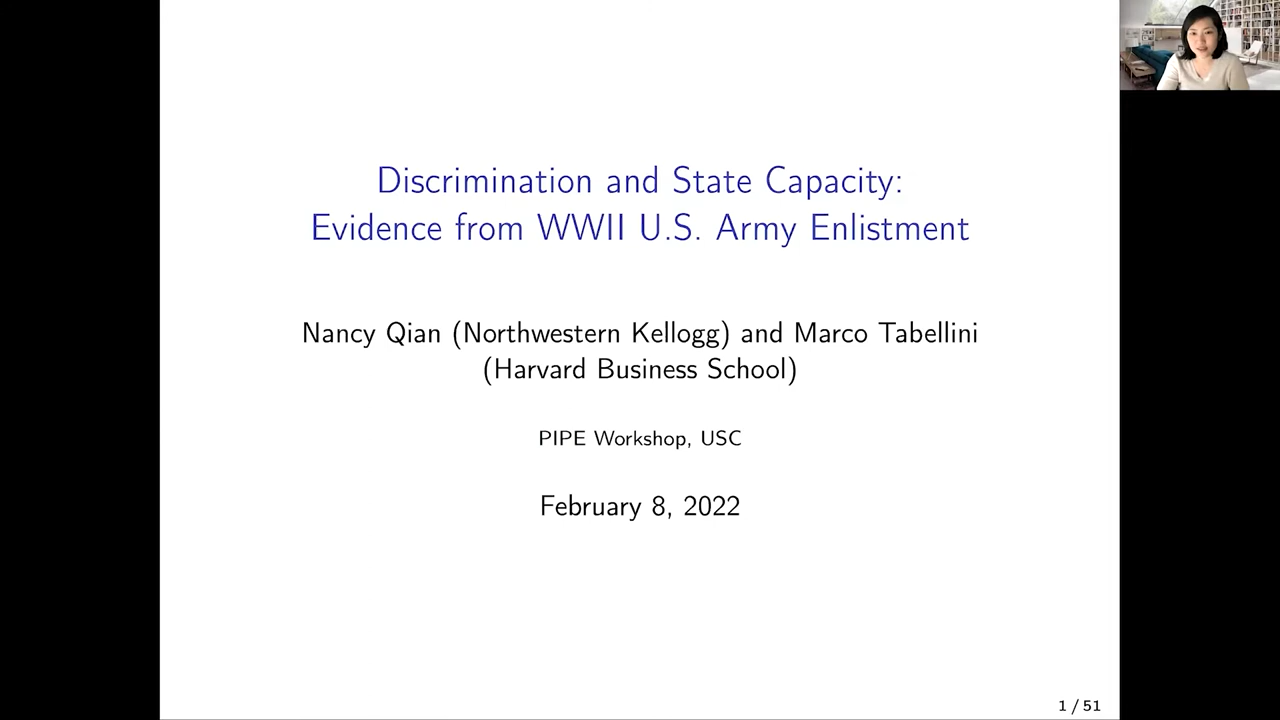 Discrimination and State Capacity:
Evidence from WWII U.S. Army Enlistment
Nancy Qian (Northwestern Kellogg) and Marco Tabellini
(Harvard Business School)
PIPE Workshop, USC
February 8, 2022
1 / 51